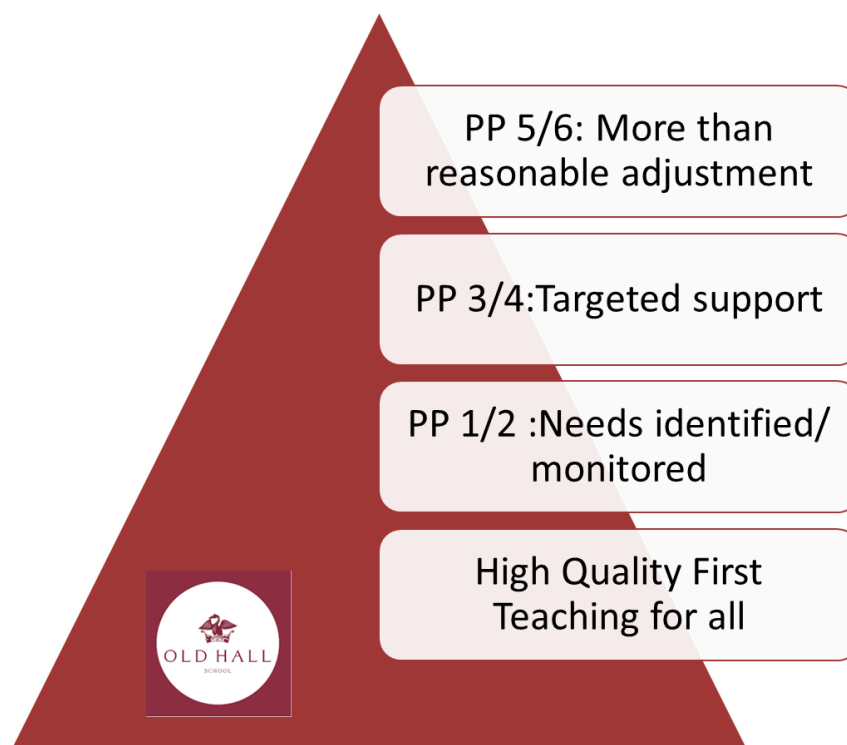 PP 5/6: More than
reasonable adjustment
PP 3/4:Targeted support
PP 1/2 :Needs identified/
monitored
High Quality First
Teaching for all
OLD HALL
SCHOOL